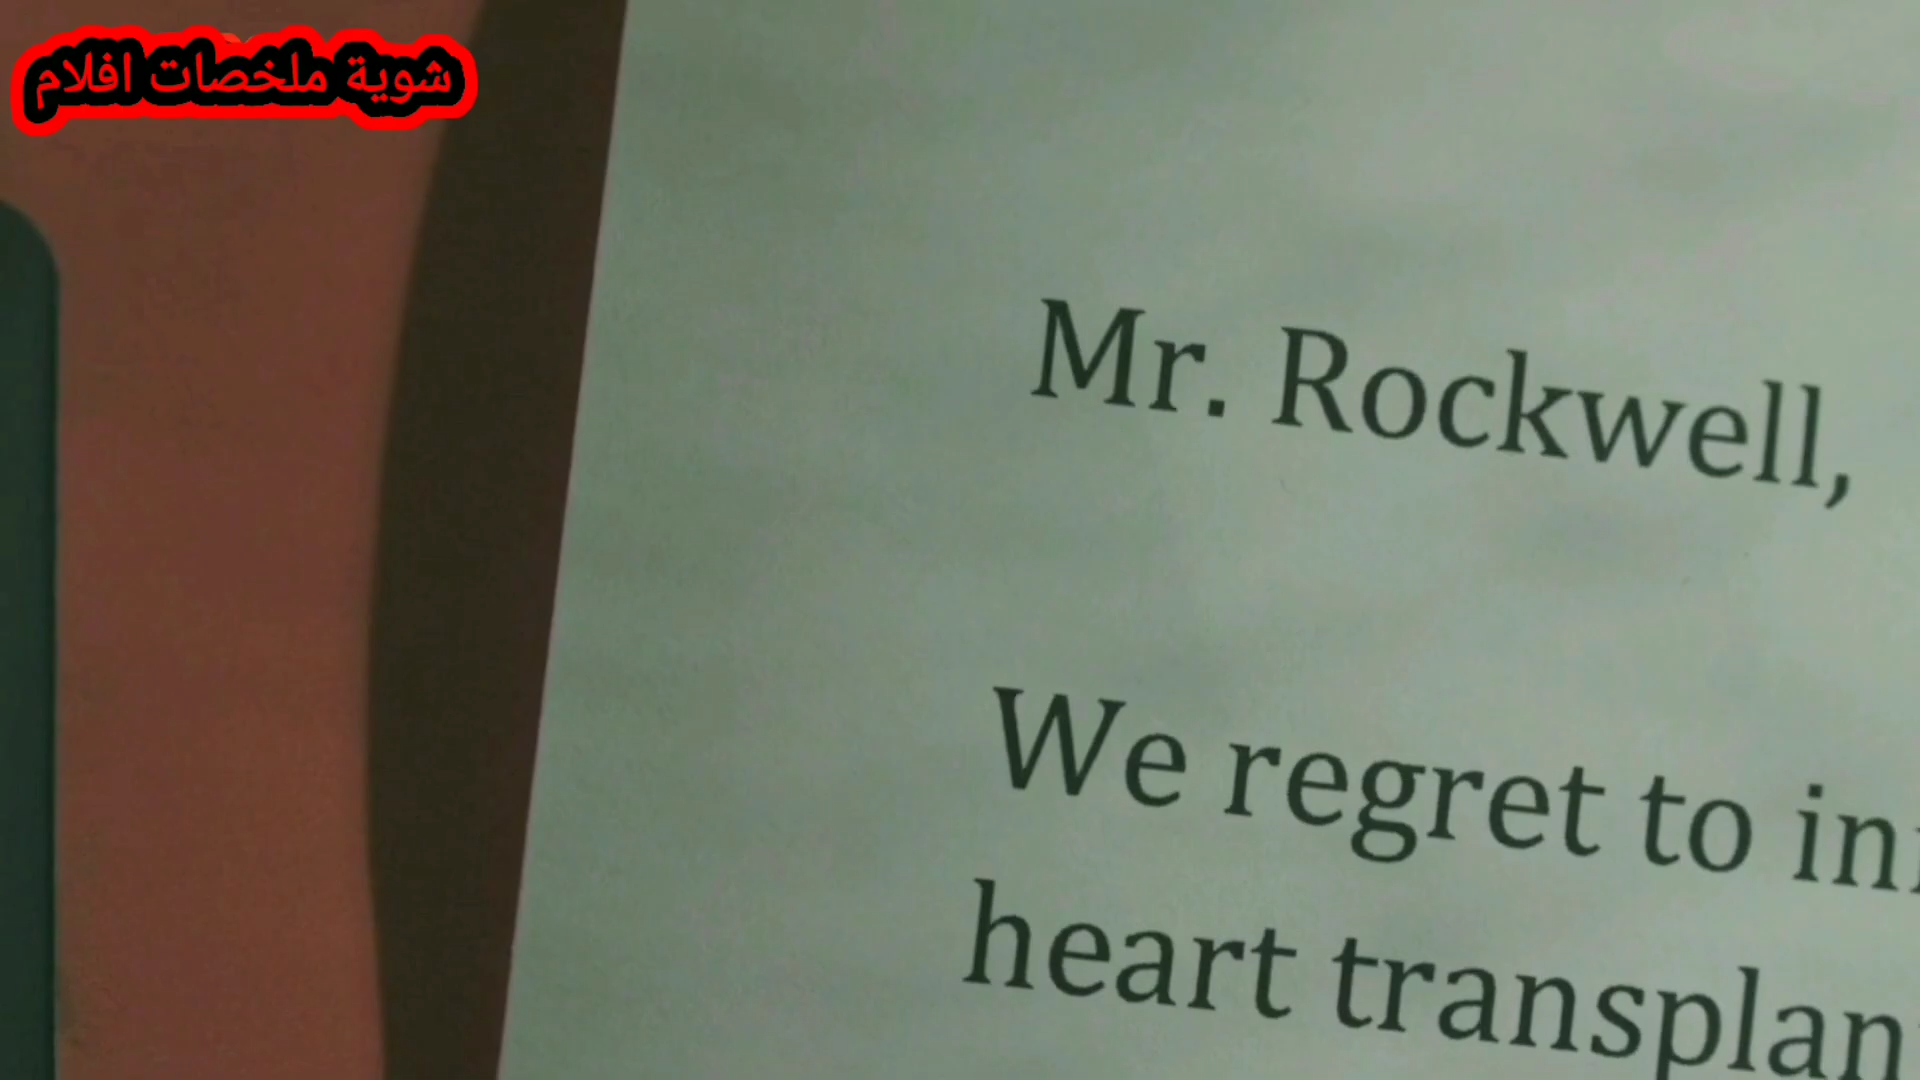 شوية ملخصات افلام
Mr. Rockwell,
We regret to
heart